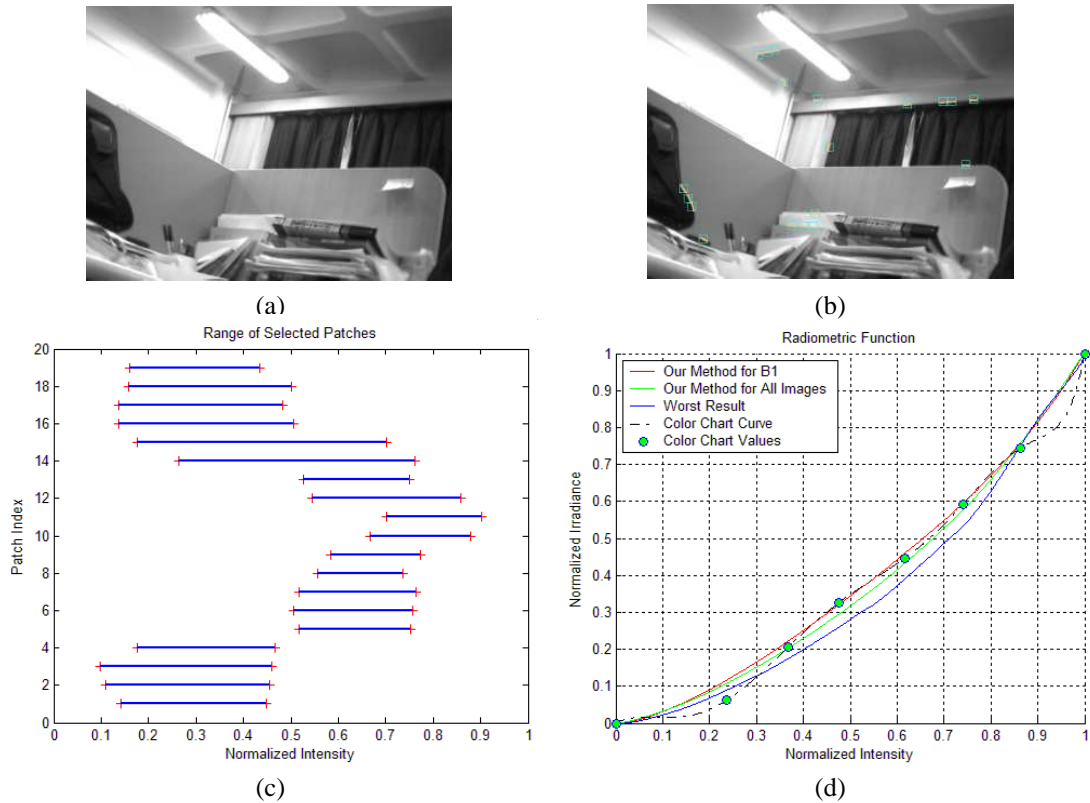 (a)
(b)
Range of Selected Patches
20
18
16
14
12
10
8
6
4
2
0
Patch Index
0 0.1 0.2 0.3 0.4 0.5 0.6 0.7 0.8 0.9 1
Normalized Intensity
(c)
Radiometric Function
Our Method for B1
Our Method for All Images
Worst Result
Color Chart Curve
Color Chart Values
1
0.9
0.8
0.7
0.6
0.5
0.4
0.3
0.2
0.1
0
Normalized Irradiance
0 0.1 0.2 0.3 0.4 0.5 0.6 0.7 0.8 0.9 1
Normalized Intensity
(d)